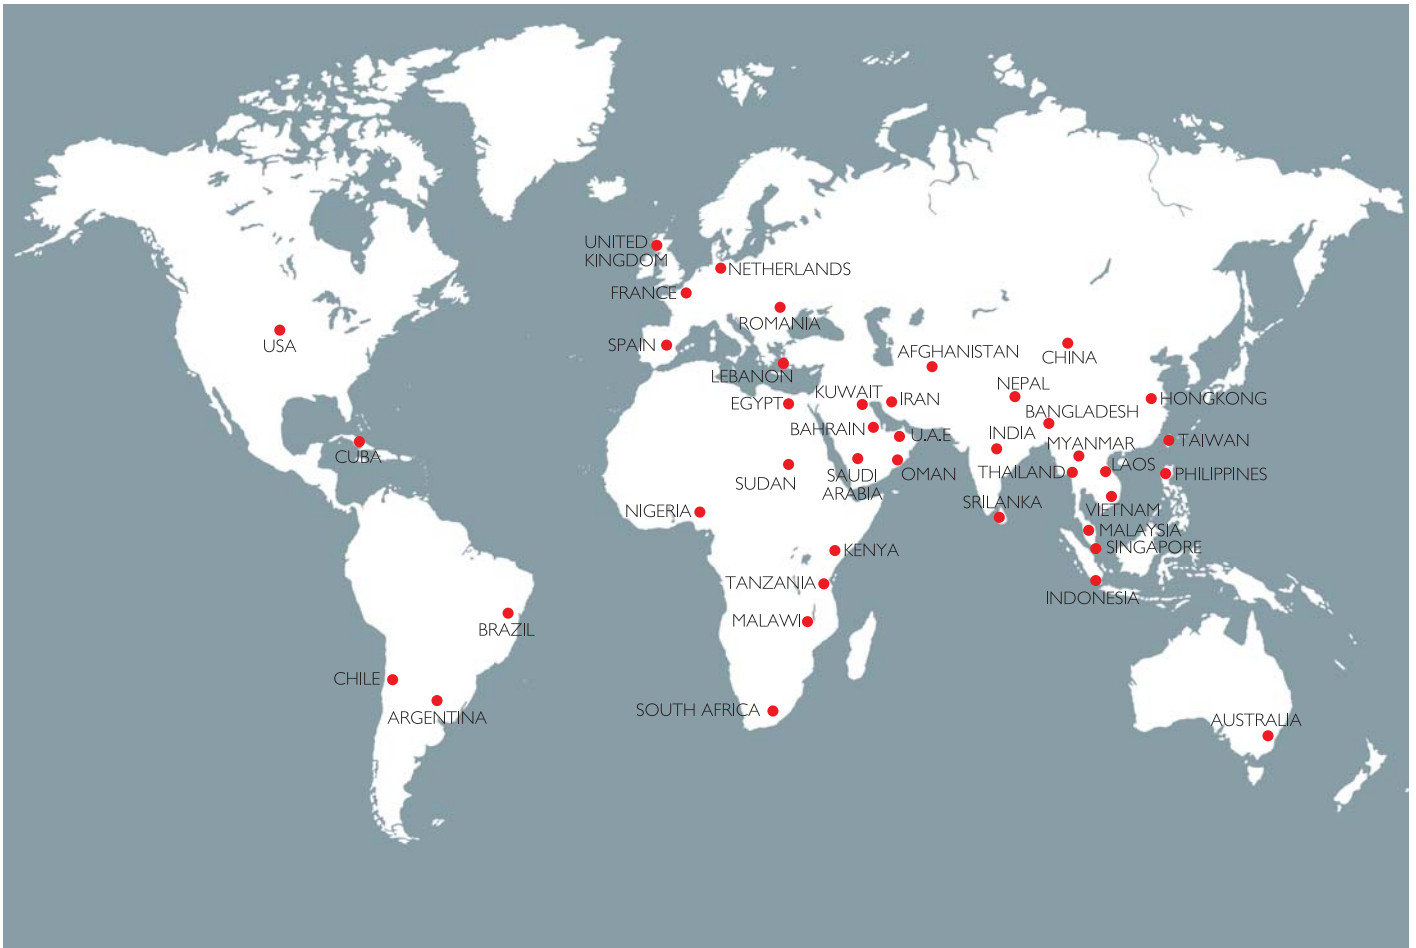 UNITED
KINGDOM
NETHERLANDS
FRANCE
ROMANIA
USA
SPAIN
AFGHANISTAN
CHINA
LEBANON
KUWAIT
NEPAL
EGYPT
IRAN
HONGKONG
BANGLADESH
BAHRAIN
U.A.E
INDIA
CUBA
MYANMAR
TAIWAN
SUDAN
SAUDI
ARABIA
OMAN
THAILAND
LAOS
PHILIPPINES
NIGERIA
SRILANKA
VIETNAM
MALAYSIA
KENYA
SINGAPORE
TANZANIA
INDONESIA
BRAZIL
MALAWI
CHILE
ARGENTINA
SOUTH AFRICA
AUSTRALIA